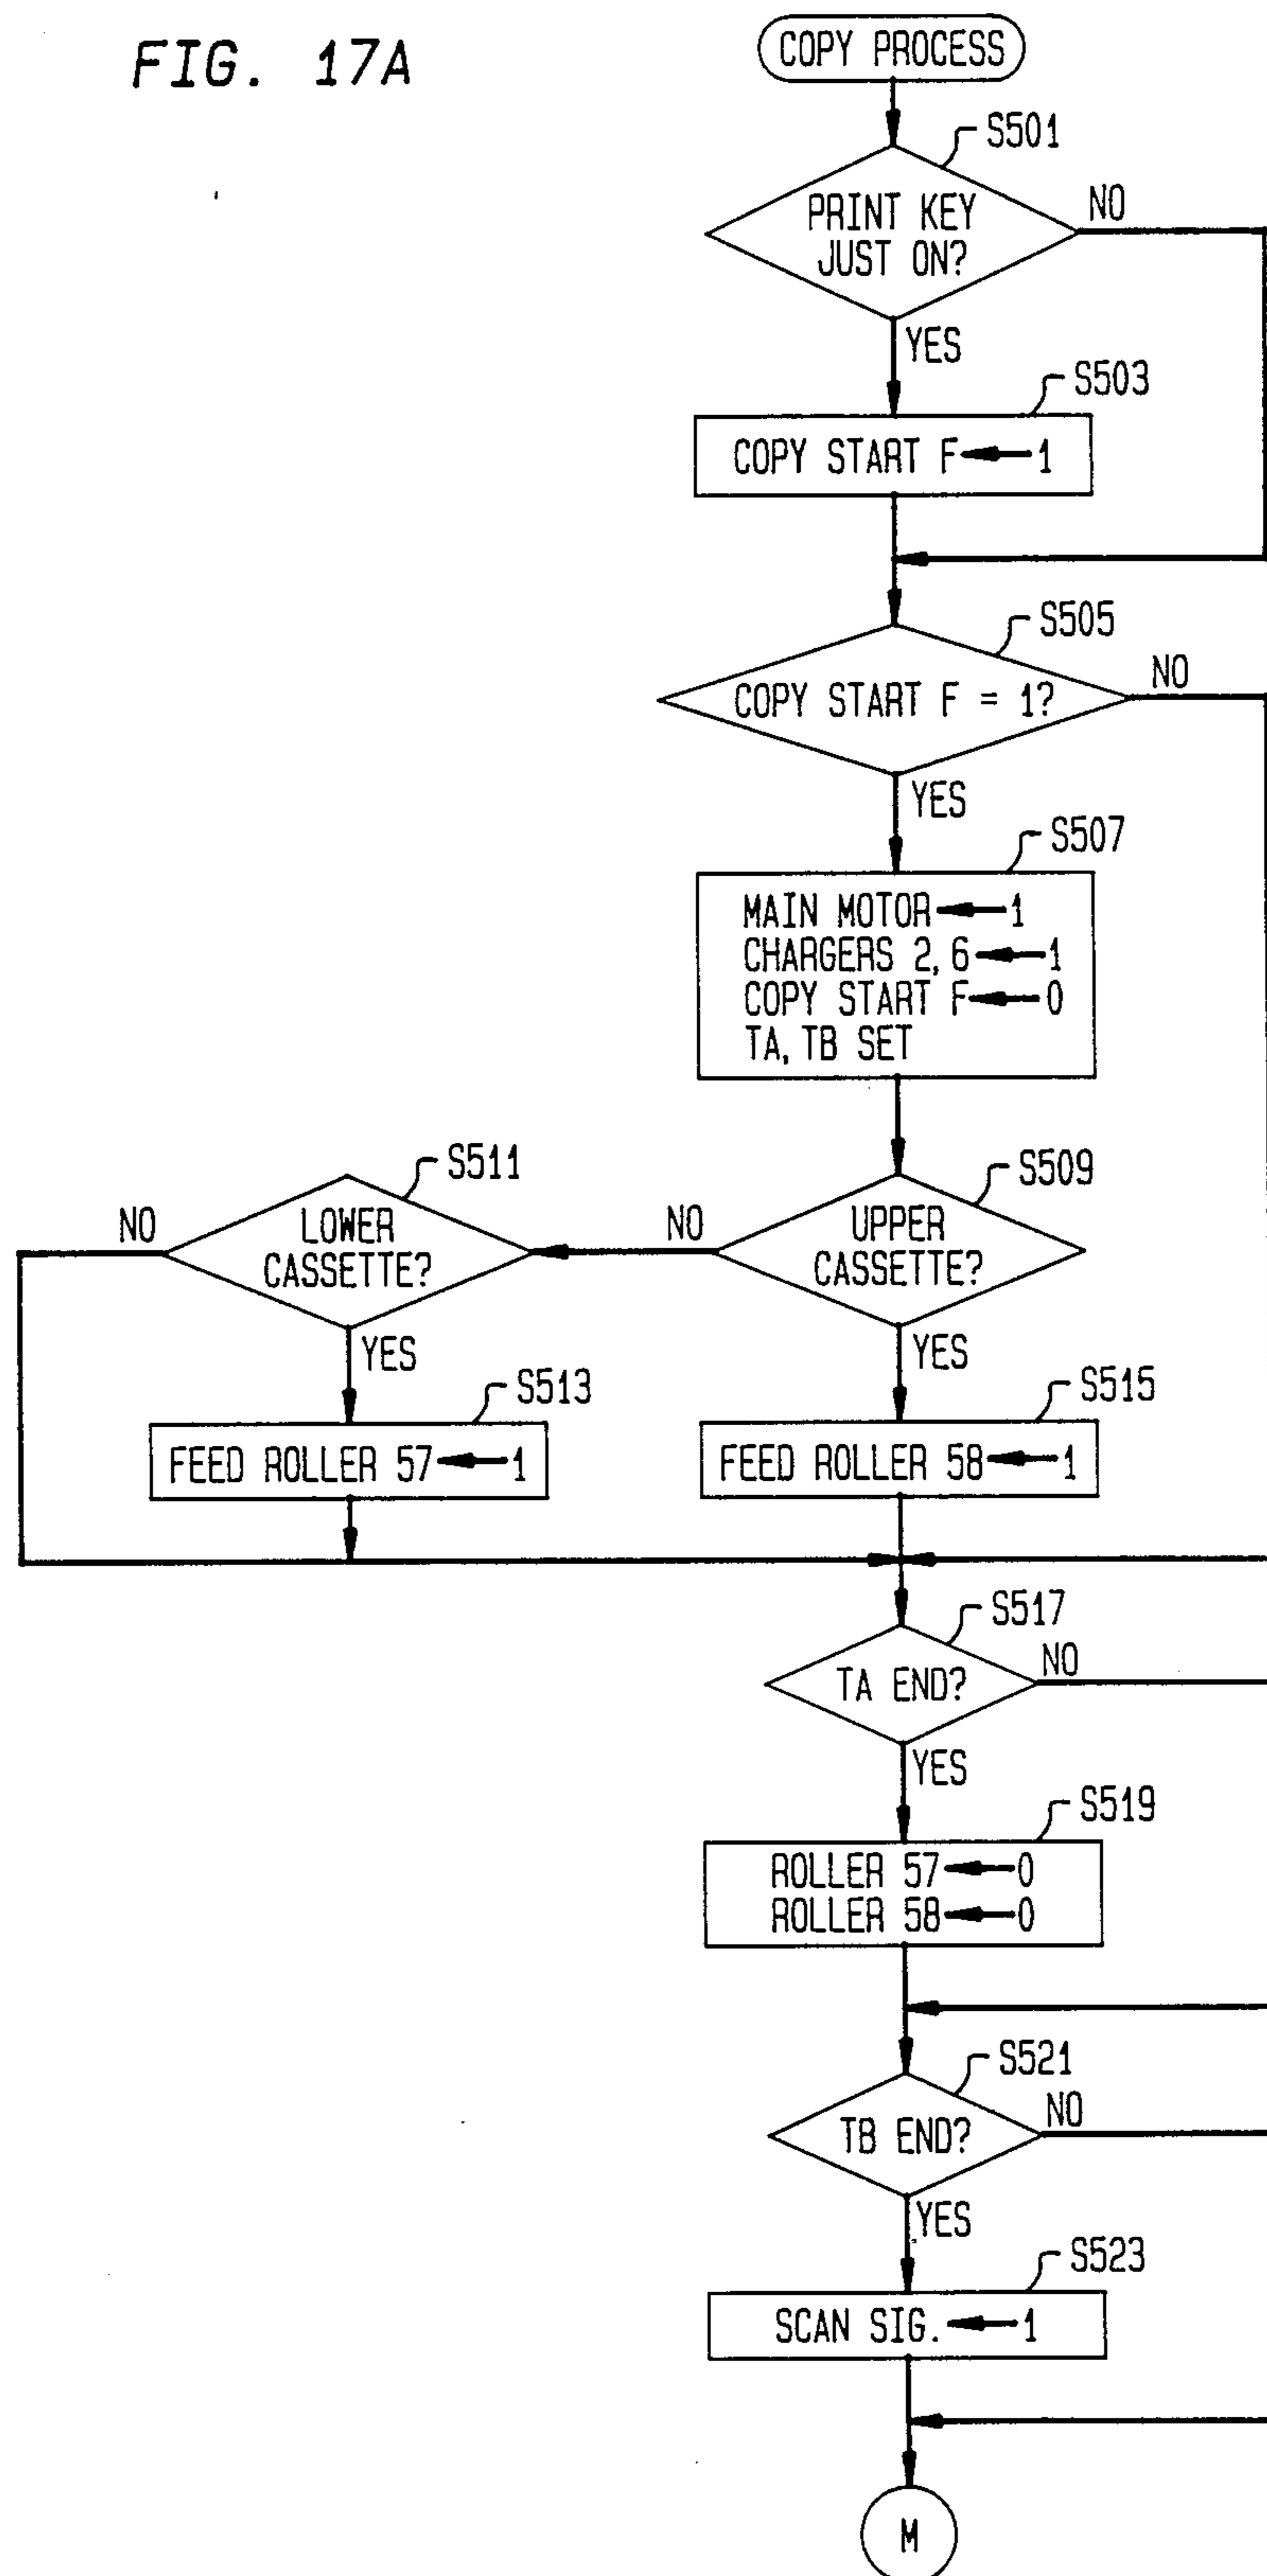 FIG. 17A
COPY PROCESS
S501
PRINT KEY
JUST ON?
NO
YES
S503
COPY START F ← 1
S505
COPY START F = 1?
NO
YES
S507
MAIN MOTOR ← 1
CHARGERS 2, 6 ← 1
COPY START F ← 0
TA, TB SET
S509
UPPER
CASSETTE?
NO
YES
S511
LOWER
CASSETTE?
NO
YES
S513
FEED ROLLER 57 ← 1
S515
FEED ROLLER 58 ← 1
S517
TA END?
NO
YES
S519
ROLLER 57 ← 0
ROLLER 58 ← 0
S521
TB END?
NO
YES
S523
SCAN SIG. ← 1
M